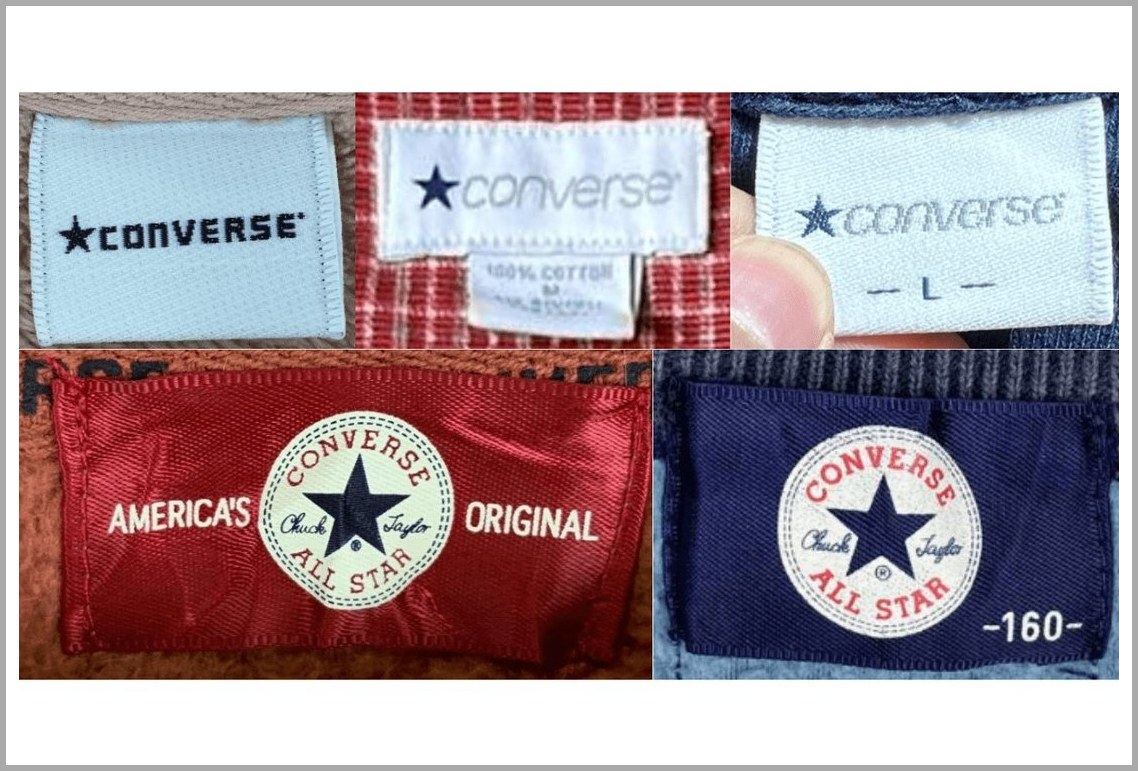 ★CONVERSE®
★converse®
100% COTTON
M
★converse®
— L —
AMERICA'S
CONVERSE
Chuck Taylor
®
ALL STAR
ORIGINAL
CONVERSE
Chuck Taylor
®
ALL STAR
-160-